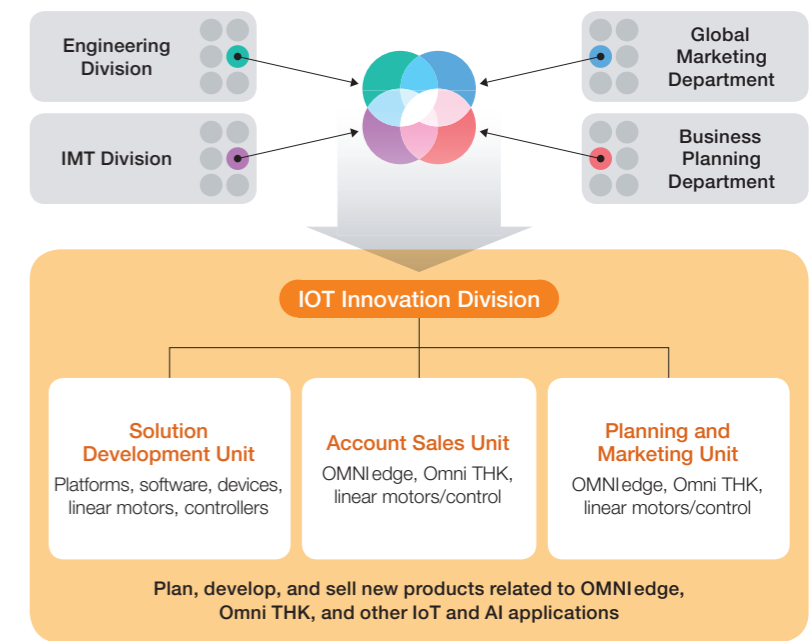 Engineering
Division
Global
Marketing
Department
IMT Division
Business
Planning
Department
IOT Innovation Division
Solution
Development Unit
Platforms, software, devices,
linear motors, controllers
Account Sales Unit
OMNIedge, Omni THK,
linear motors/control
Planning and
Marketing Unit
OMNIedge, Omni THK,
linear motors/control
Plan, develop, and sell new products related to OMNIedge,
Omni THK, and other IoT and AI applications